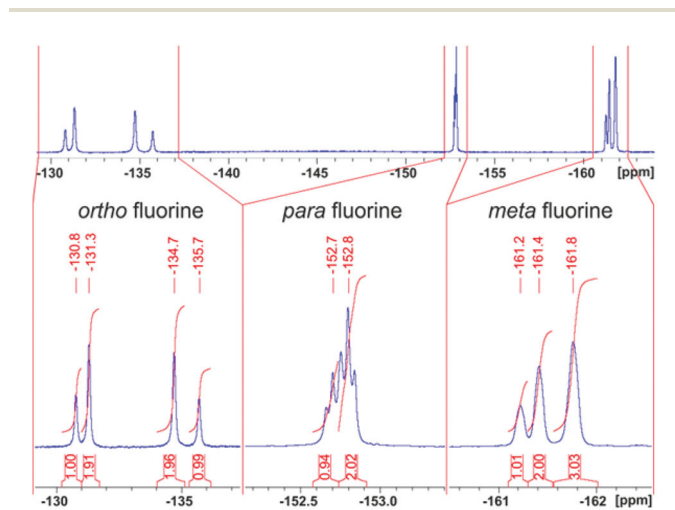 -130 -135 -140 -145 -150 -155 -160 [ppm]
ortho fluorine para fluorine meta fluorine
-130.8 -131.3 -134.7 -135.7 -152.7 -152.8 -161.2 -161.4 -161.8
1.00 1.91 1.96 0.99 0.94 2.02 1.01 2.00 3.03
-130 -135 -152.5 -153.0 -161 -162 [ppm]